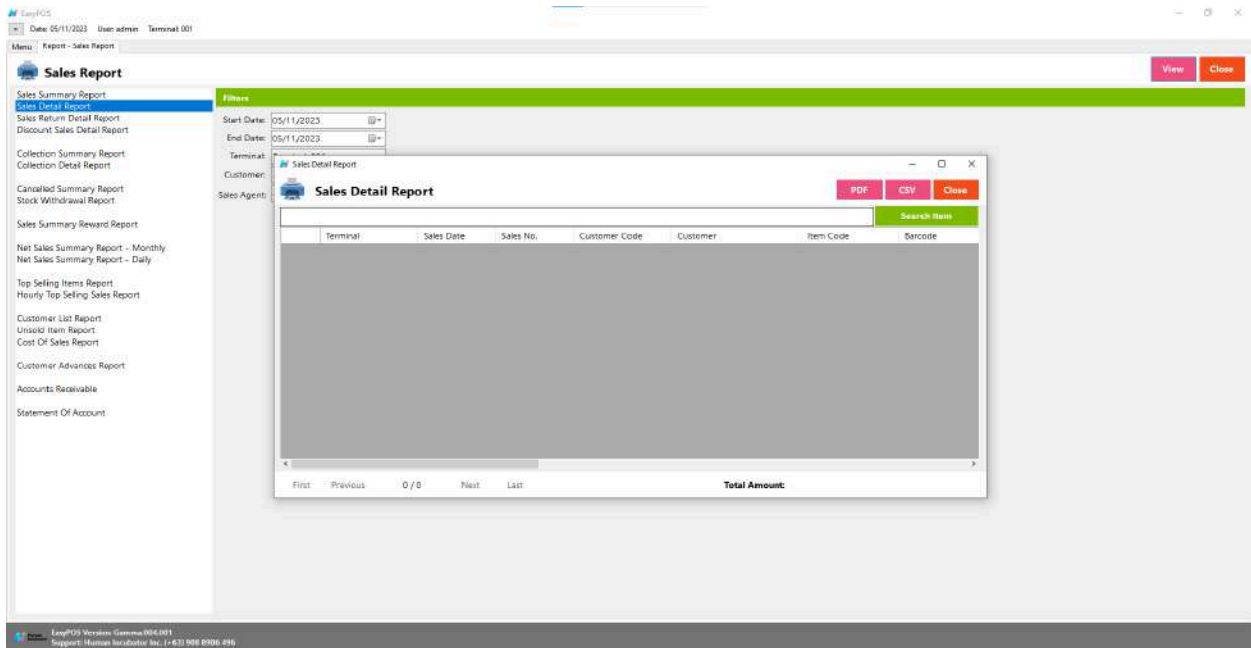 EasyPOS
Date: 05/11/2023 User: admin Terminal: 001
Menu Report - Sales Report
Sales Report
View Close
Sales Summary Report
Sales Detail Report
Sales Return Detail Report
Discount Sales Detail Report
Collection Summary Report
Collection Detail Report
Cancelled Summary Report
Stock Withdrawal Report
Sales Summary Reward Report
Net Sales Summary Report - Monthly
Net Sales Summary Report - Daily
Top Selling Items Report
Hourly Top Selling Sales Report
Customer List Report
Unsold Item Report
Cost Of Sales Report
Customer Advances Report
Accounts Receivable
Statement Of Account
Filters
Start Date: 05/11/2023
End Date: 05/11/2023
Terminal:
Customer:
Sales Agent:
Sales Detail Report
Sales Detail Report
PDF CSV Close
Search Item
Terminal Sales Date Sales No. Customer Code Customer Item Code Barcode
First Previous 0 / 0 Next Last Total Amount:
EasyPOS Version: Gamma.004.001
Support: Human Incubator Inc. (+63) 908 8906 496